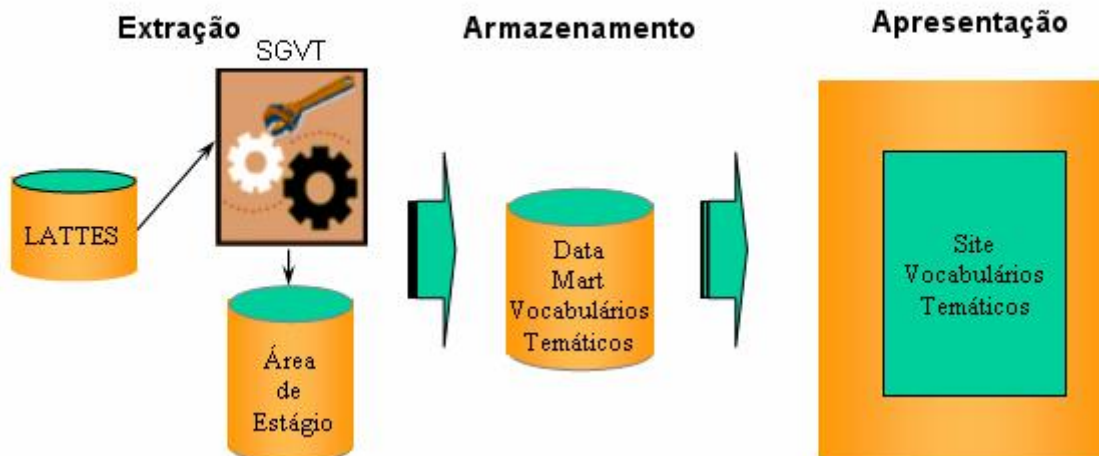 Extração
Armazenamento
Apresentação
SGVT
LATTES
Área
de
Estágio
Data
Mart
Vocabulários
Temáticos
Site
Vocabulários
Temáticos